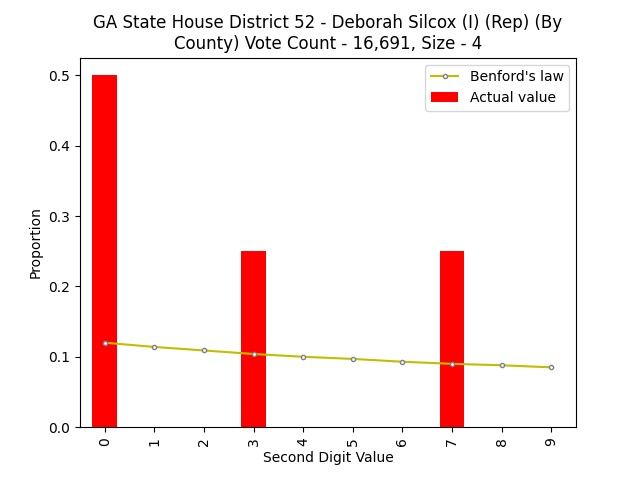 GA State House District 52 - Deborah Silcox (I) (Rep) (By
County) Vote Count - 16,691, Size - 4
Benford's law
Actual value
Proportion
0.5
0.4
0.3
0.2
0.1
0.0
0 1 2 3 4 5 6 7 8 9
Second Digit Value